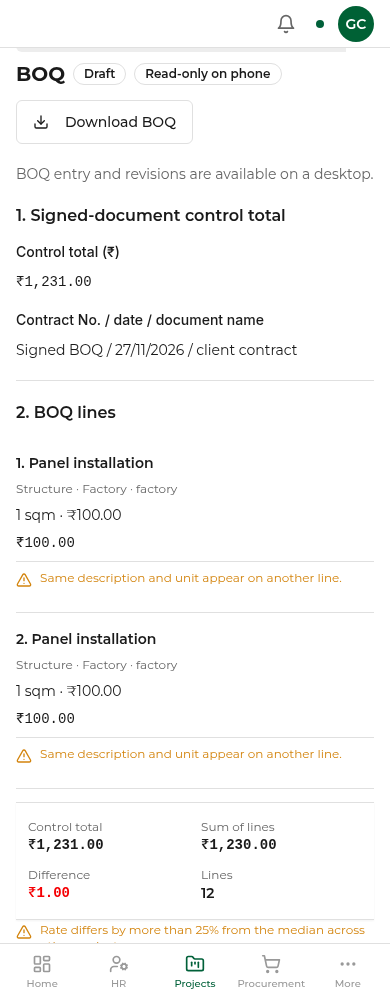 GC
BOQ
Draft
Read-only on phone
Download BOQ
BOQ entry and revisions are available on a desktop.
1. Signed-document control total
Control total (₹)
₹1,231.00
Contract No. / date / document name
Signed BOQ / 27/11/2026 / client contract
2. BOQ lines
1. Panel installation
Structure · Factory · factory
1 sqm · ₹100.00
₹100.00
Same description and unit appear on another line.
2. Panel installation
Structure · Factory · factory
1 sqm · ₹100.00
₹100.00
Same description and unit appear on another line.
Control total
Sum of lines
₹1,231.00
₹1,230.00
Difference
Lines
₹1.00
12
Rate differs by more than 25% from the median across
Home
HR
Projects
Procurement
More